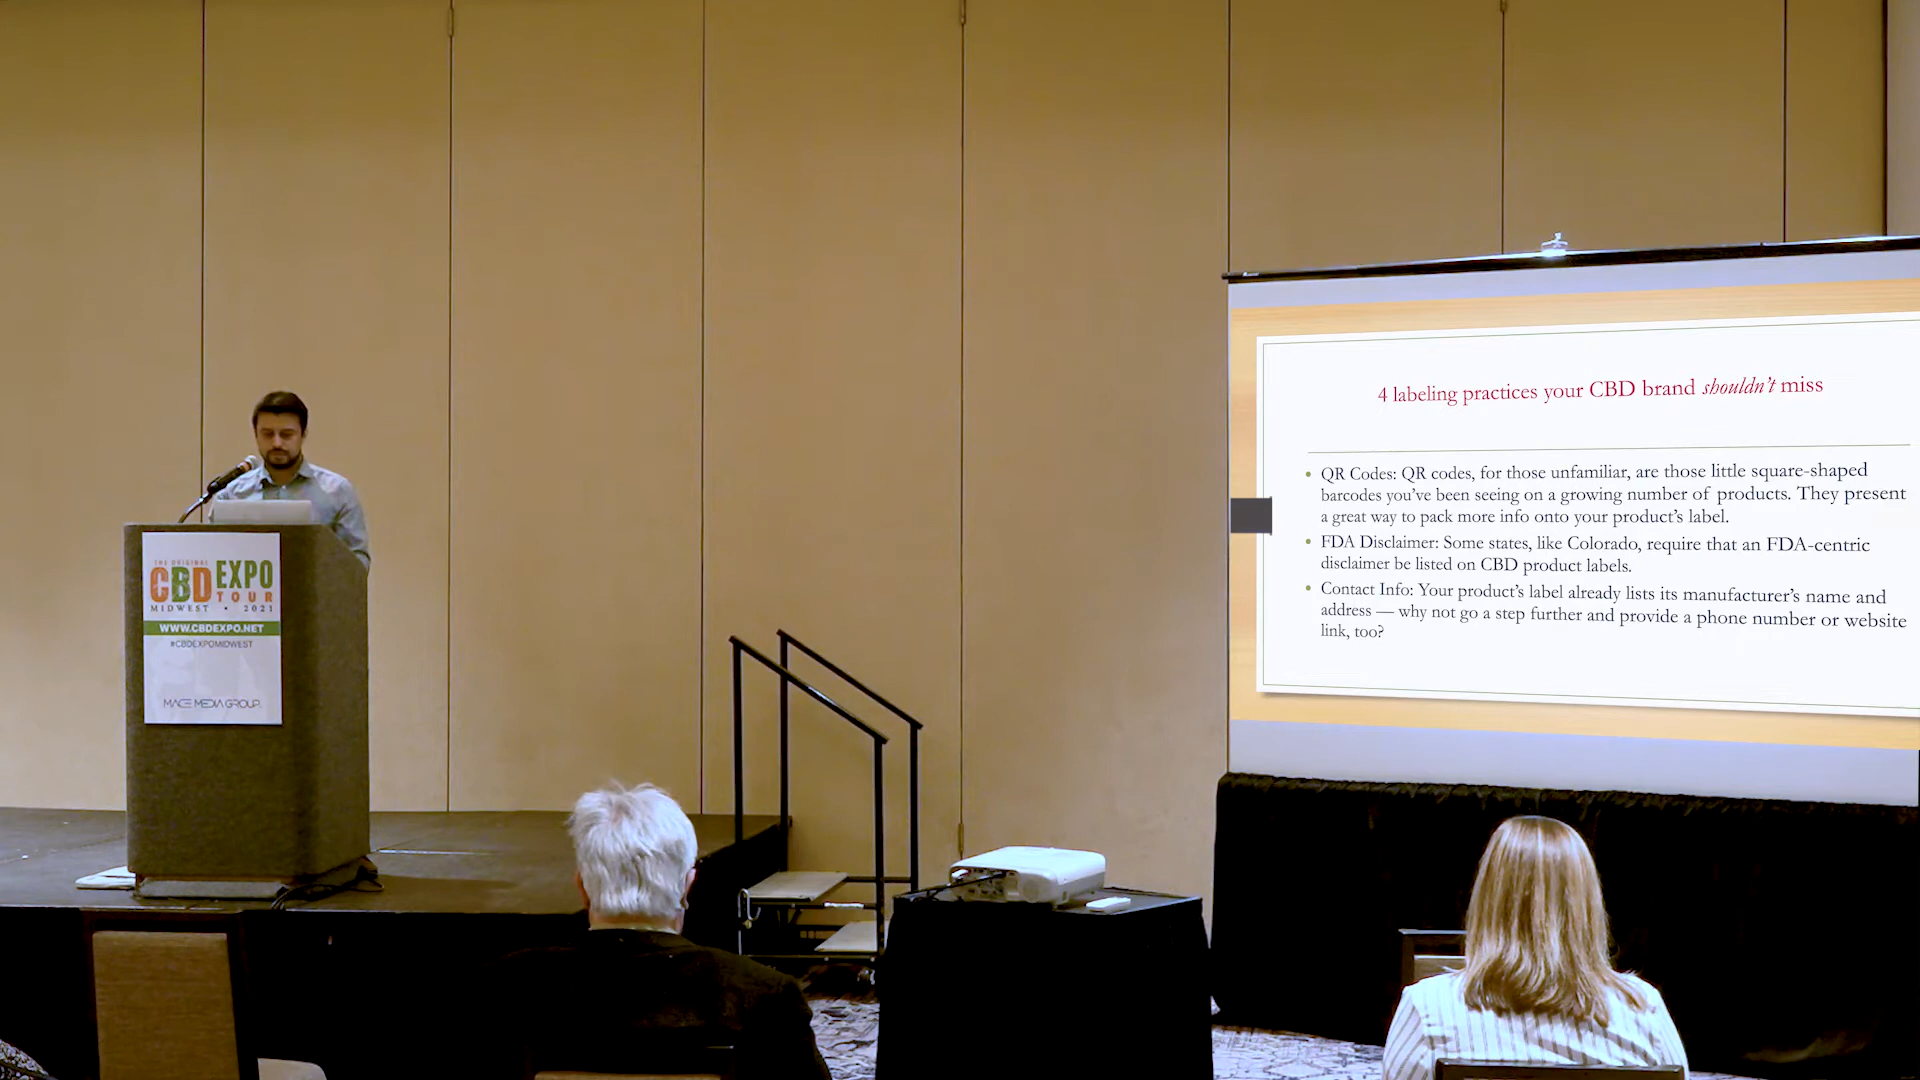 THE ORIGINAL
CBD EXPO
TOUR
MIDWEST • 2021
WWW.CBDEXPO.NET
#CBDEXPOMIDWEST
MACE MEDIA GROUP
4 labeling practices your CBD brand shouldn't miss
• QR Codes: QR codes, for those unfamiliar, are those little square-shaped
barcodes you've been seeing on a growing number of products. They present
a great way to pack more info onto your product's label.
• FDA Disclaimer: Some states, like Colorado, require that an FDA-centric
disclaimer be listed on CBD product labels.
• Contact Info: Your product's label already lists its manufacturer's name and
address — why not go a step further and provide a phone number or website
link, too?